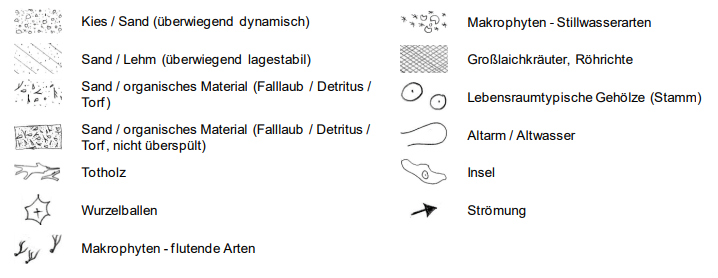 Kies / Sand (überwiegend dynamisch)
Sand / Lehm (überwiegend lagestabil)
Sand / organisches Material (Falllaub / Detritus /
Torf)
Sand / organisches Material (Falllaub / Detritus /
Torf, nicht überspült)
Totholz
Wurzelballen
Makrophyten - flutende Arten
Makrophyten - Stillwasserarten
Großlaichkräuter, Röhrichte
Lebensraumtypische Gehölze (Stamm)
Altarm / Altwasser
Insel
Strömung